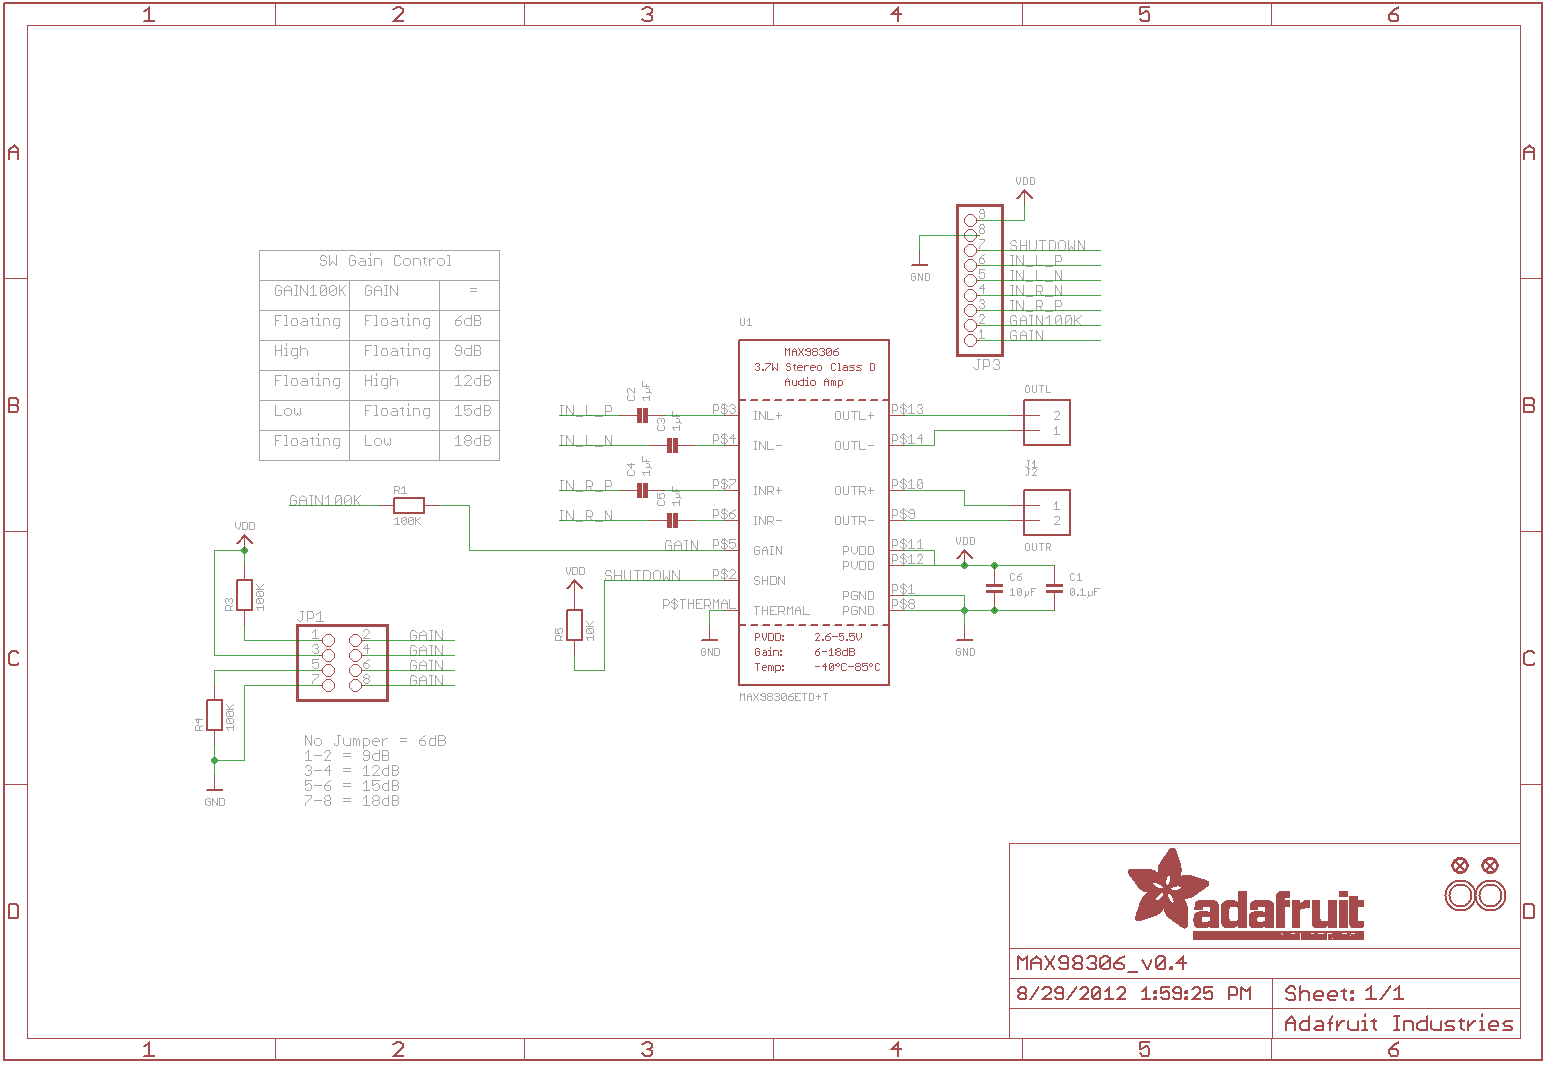 1 2 3 4 5 6
A
A
VDD
9
8
7 SHUTDOWN
6 IN_L_P
5 IN_L_N
4 IN_R_N
3 IN_R_P
2 GAIN100K
1 GAIN
GND
JP3
SW Gain Control
GAIN100K GAIN =
Floating Floating 6dB
High Floating 9dB
Floating High 12dB
Low Floating 15dB
Floating Low 18dB
U1
MAX98306
3.7W Stereo Class D
Audio Amp
B
B
IN_L_P C2 1µF P$3 INL+
IN_L_N C3 1µF P$4 INL-
IN_R_P C4 1µF P$7 INR+
IN_R_N C5 1µF P$6 INR-
GAIN P$5 GAIN
SHUTDOWN P$2 SHDN
P$THERMAL THERMAL
GND
OUTL+ P$13
OUTL- P$14
OUTR+ P$10
OUTR- P$9
PVDD P$11
PVDD P$12
PGND P$1
PGND P$8
OUTL
2
1
J1
J2
1
2
OUTR
VDD
C6
10µF
C1
0.1µF
GND
PVDD: 2.6-5.5V
Gain: 6-18dB
Temp: -40°C-85°C
MAX98306ETD+T
GAIN100K
R1
100K
VDD
R5
10K
VDD
R3
100K
C
C
JP1
1 2 GAIN
3 4 GAIN
5 6 GAIN
7 8 GAIN
R4
100K
GND
No Jumper = 6dB
1-2 = 9dB
3-4 = 12dB
5-6 = 15dB
7-8 = 18dB
D
D
adafruit
MAX98306_v0.4
8/29/2012 1:59:25 PM
Sheet: 1/1
Adafruit Industries
1 2 3 4 5 6